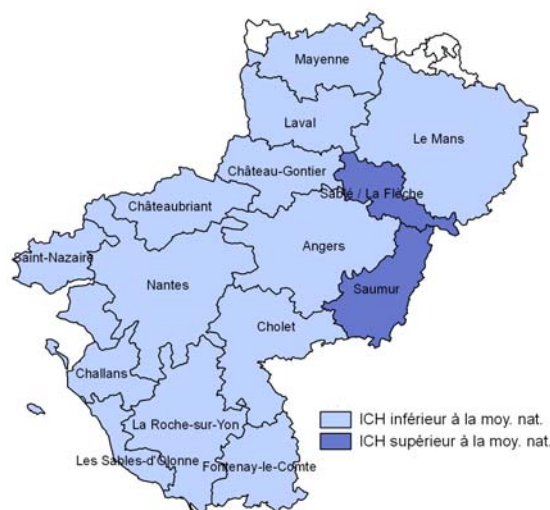 Mayenne
Laval
Le Mans
Château-Gontier
Sablé / La Flèche
Châteaubriant
Angers
Saint-Nazaire
Nantes
Saumur
Cholet
Challans
La Roche-sur-Yon
ICH inférieur à la moy. nat.
ICH supérieur à la moy. nat.
Les Sables-d'Olonne
Fontenay-le-Comte